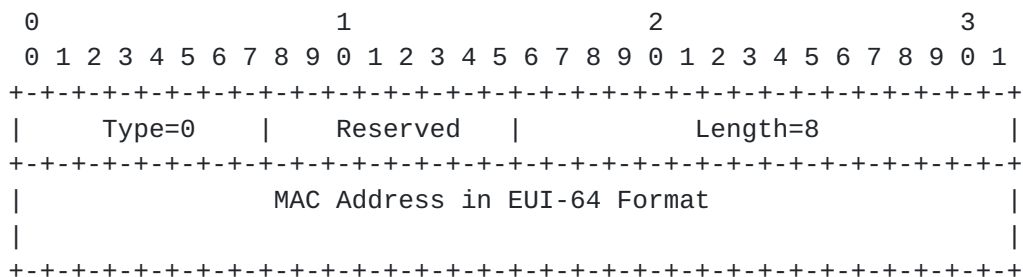 0                   1                   2                   3
 0 1 2 3 4 5 6 7 8 9 0 1 2 3 4 5 6 7 8 9 0 1 2 3 4 5 6 7 8 9 0 1
+-+-+-+-+-+-+-+-+-+-+-+-+-+-+-+-+-+-+-+-+-+-+-+-+-+-+-+-+-+-+-+-+
|     Type=0    |    Reserved   |           Length=8            |
+-+-+-+-+-+-+-+-+-+-+-+-+-+-+-+-+-+-+-+-+-+-+-+-+-+-+-+-+-+-+-+-+
|                MAC Address in EUI-64 Format                   |
|                                                               |
+-+-+-+-+-+-+-+-+-+-+-+-+-+-+-+-+-+-+-+-+-+-+-+-+-+-+-+-+-+-+-+-+